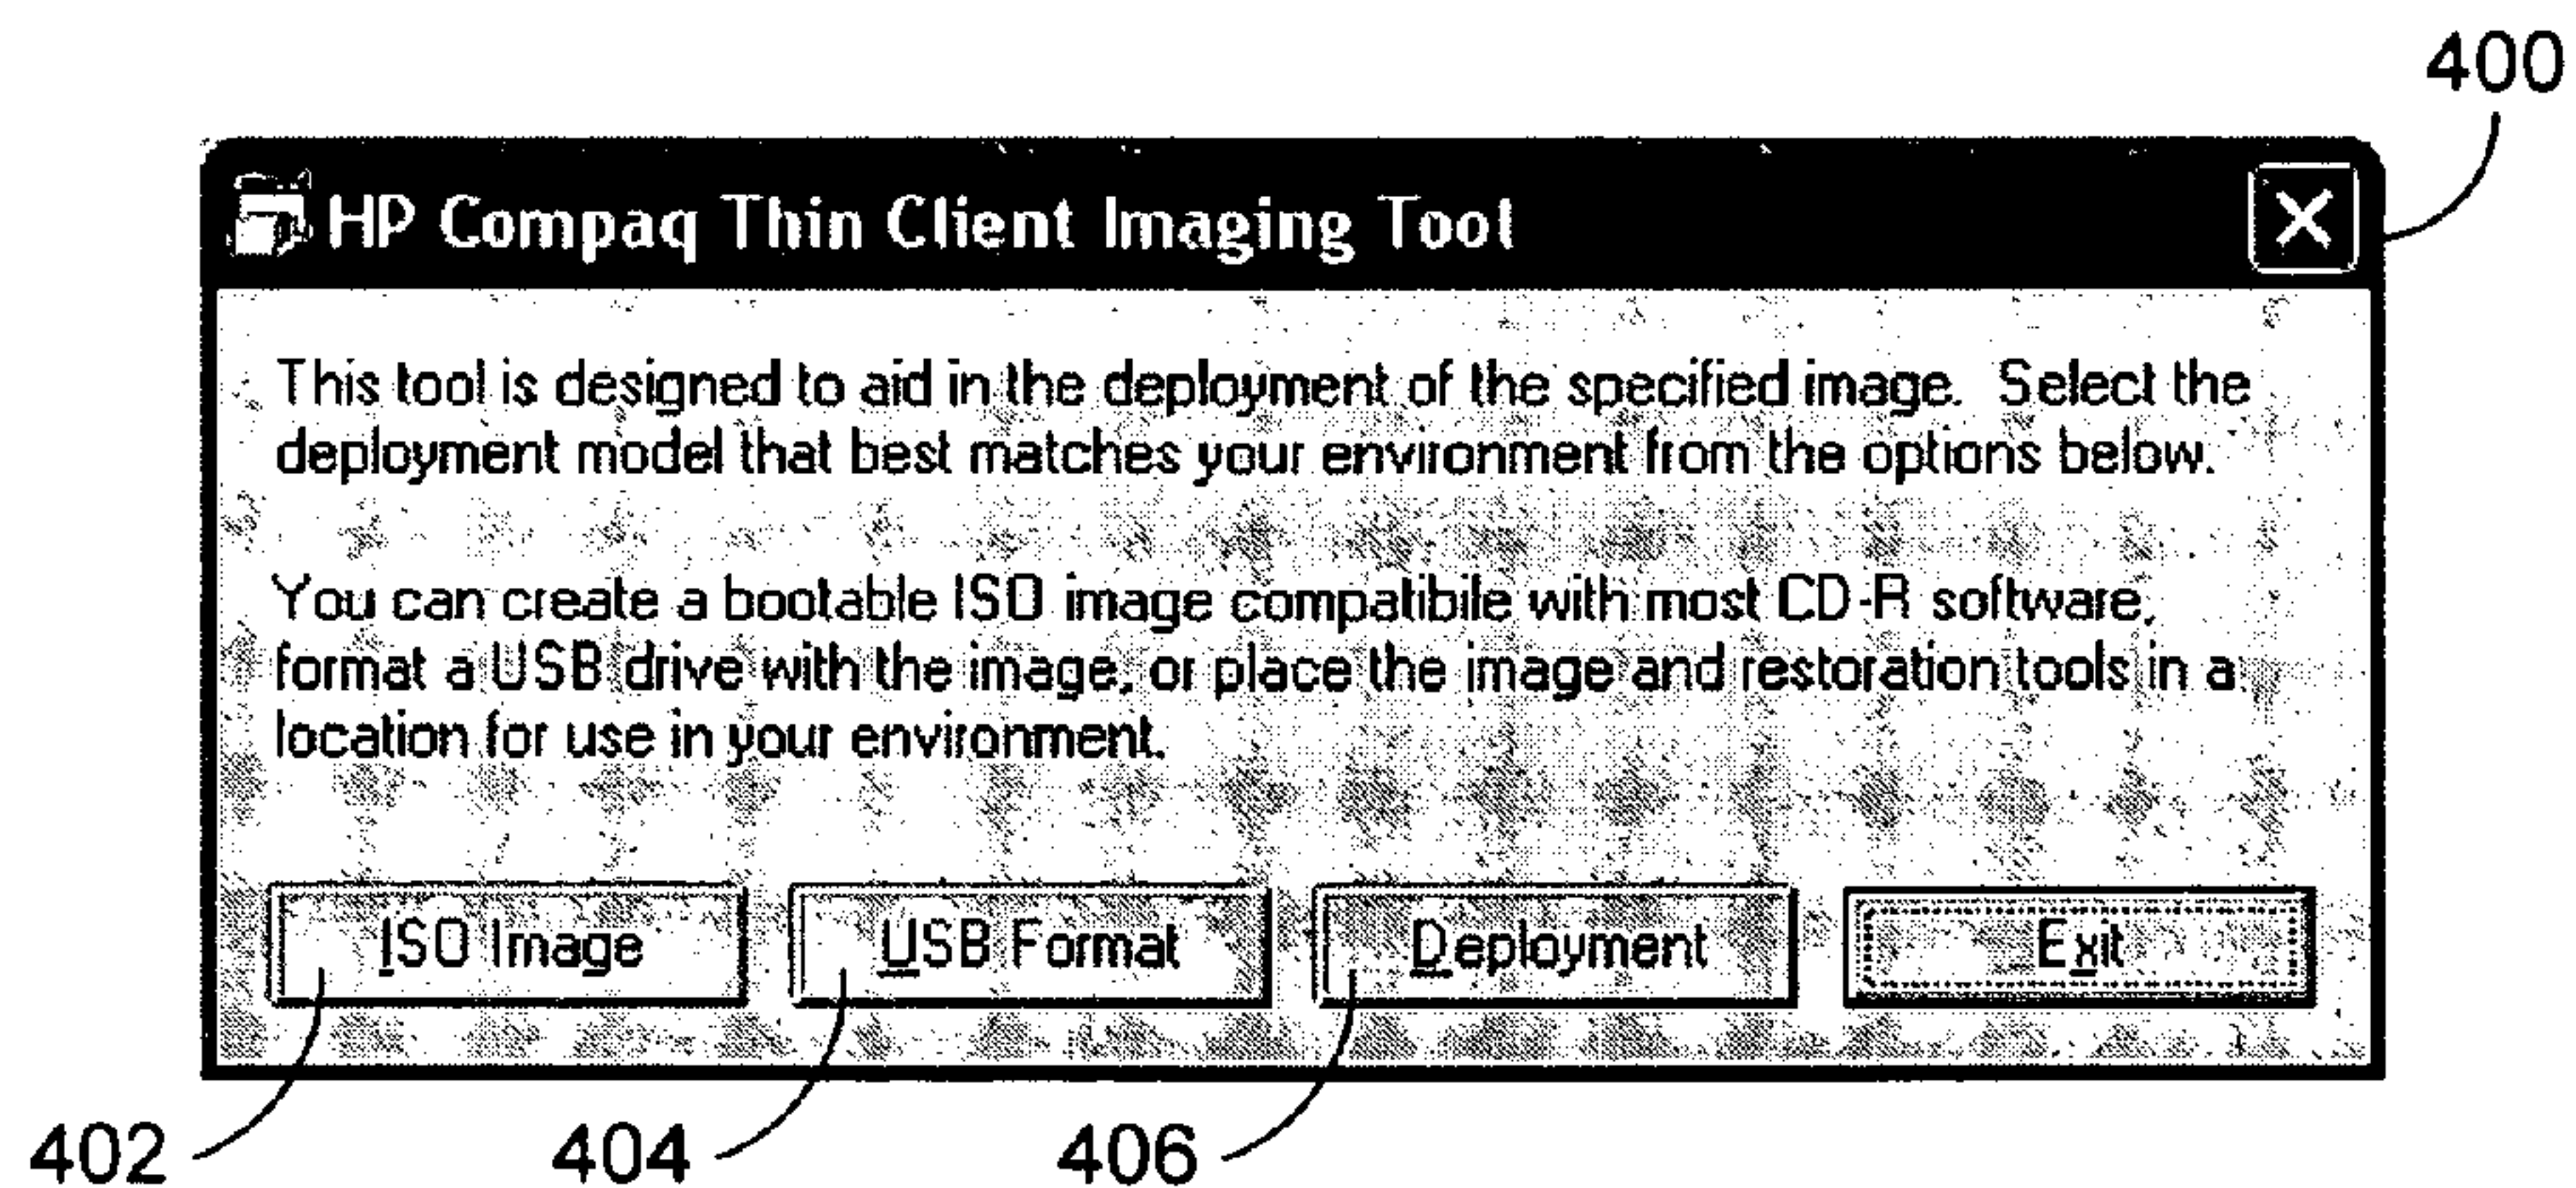 400
HP Compaq Thin Client Imaging Tool
This tool is designed to aid in the deployment of the specified image. Select the
deployment model that best matches your environment from the options below.
You can create a bootable ISO image compatibile with most CD-R software,
format a USB drive with the image, or place the image and restoration tools in a
location for use in your environment.
ISO Image USB Format Deployment Exit
402 404 406